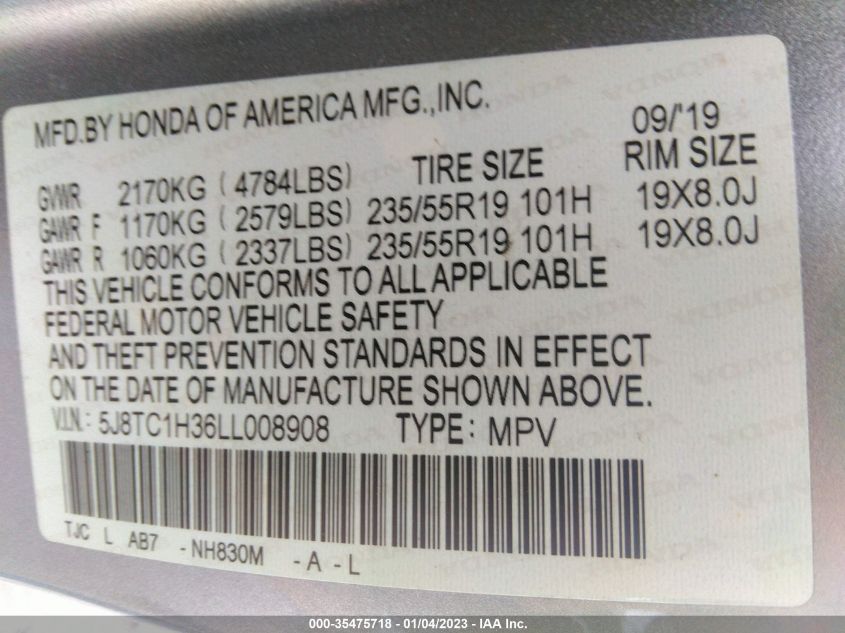 MFD.BY HONDA OF AMERICA MFG.,INC. 09/'19
GVWR 2170KG ( 4784LBS) TIRE SIZE RIM SIZE
GAWR F 1170KG ( 2579LBS) 235/55R19 101H 19X8.0J
GAWR R 1060KG ( 2337LBS) 235/55R19 101H 19X8.0J
THIS VEHICLE CONFORMS TO ALL APPLICABLE
FEDERAL MOTOR VEHICLE SAFETY
AND THEFT PREVENTION STANDARDS IN EFFECT
ON THE DATE OF MANUFACTURE SHOWN ABOVE.
V.I.N.: 5J8TC1H36LL008908 TYPE: MPV
TJC L AB7 -NH830M -A-L
000-35475718 - 01/04/2023 - IAA Inc.